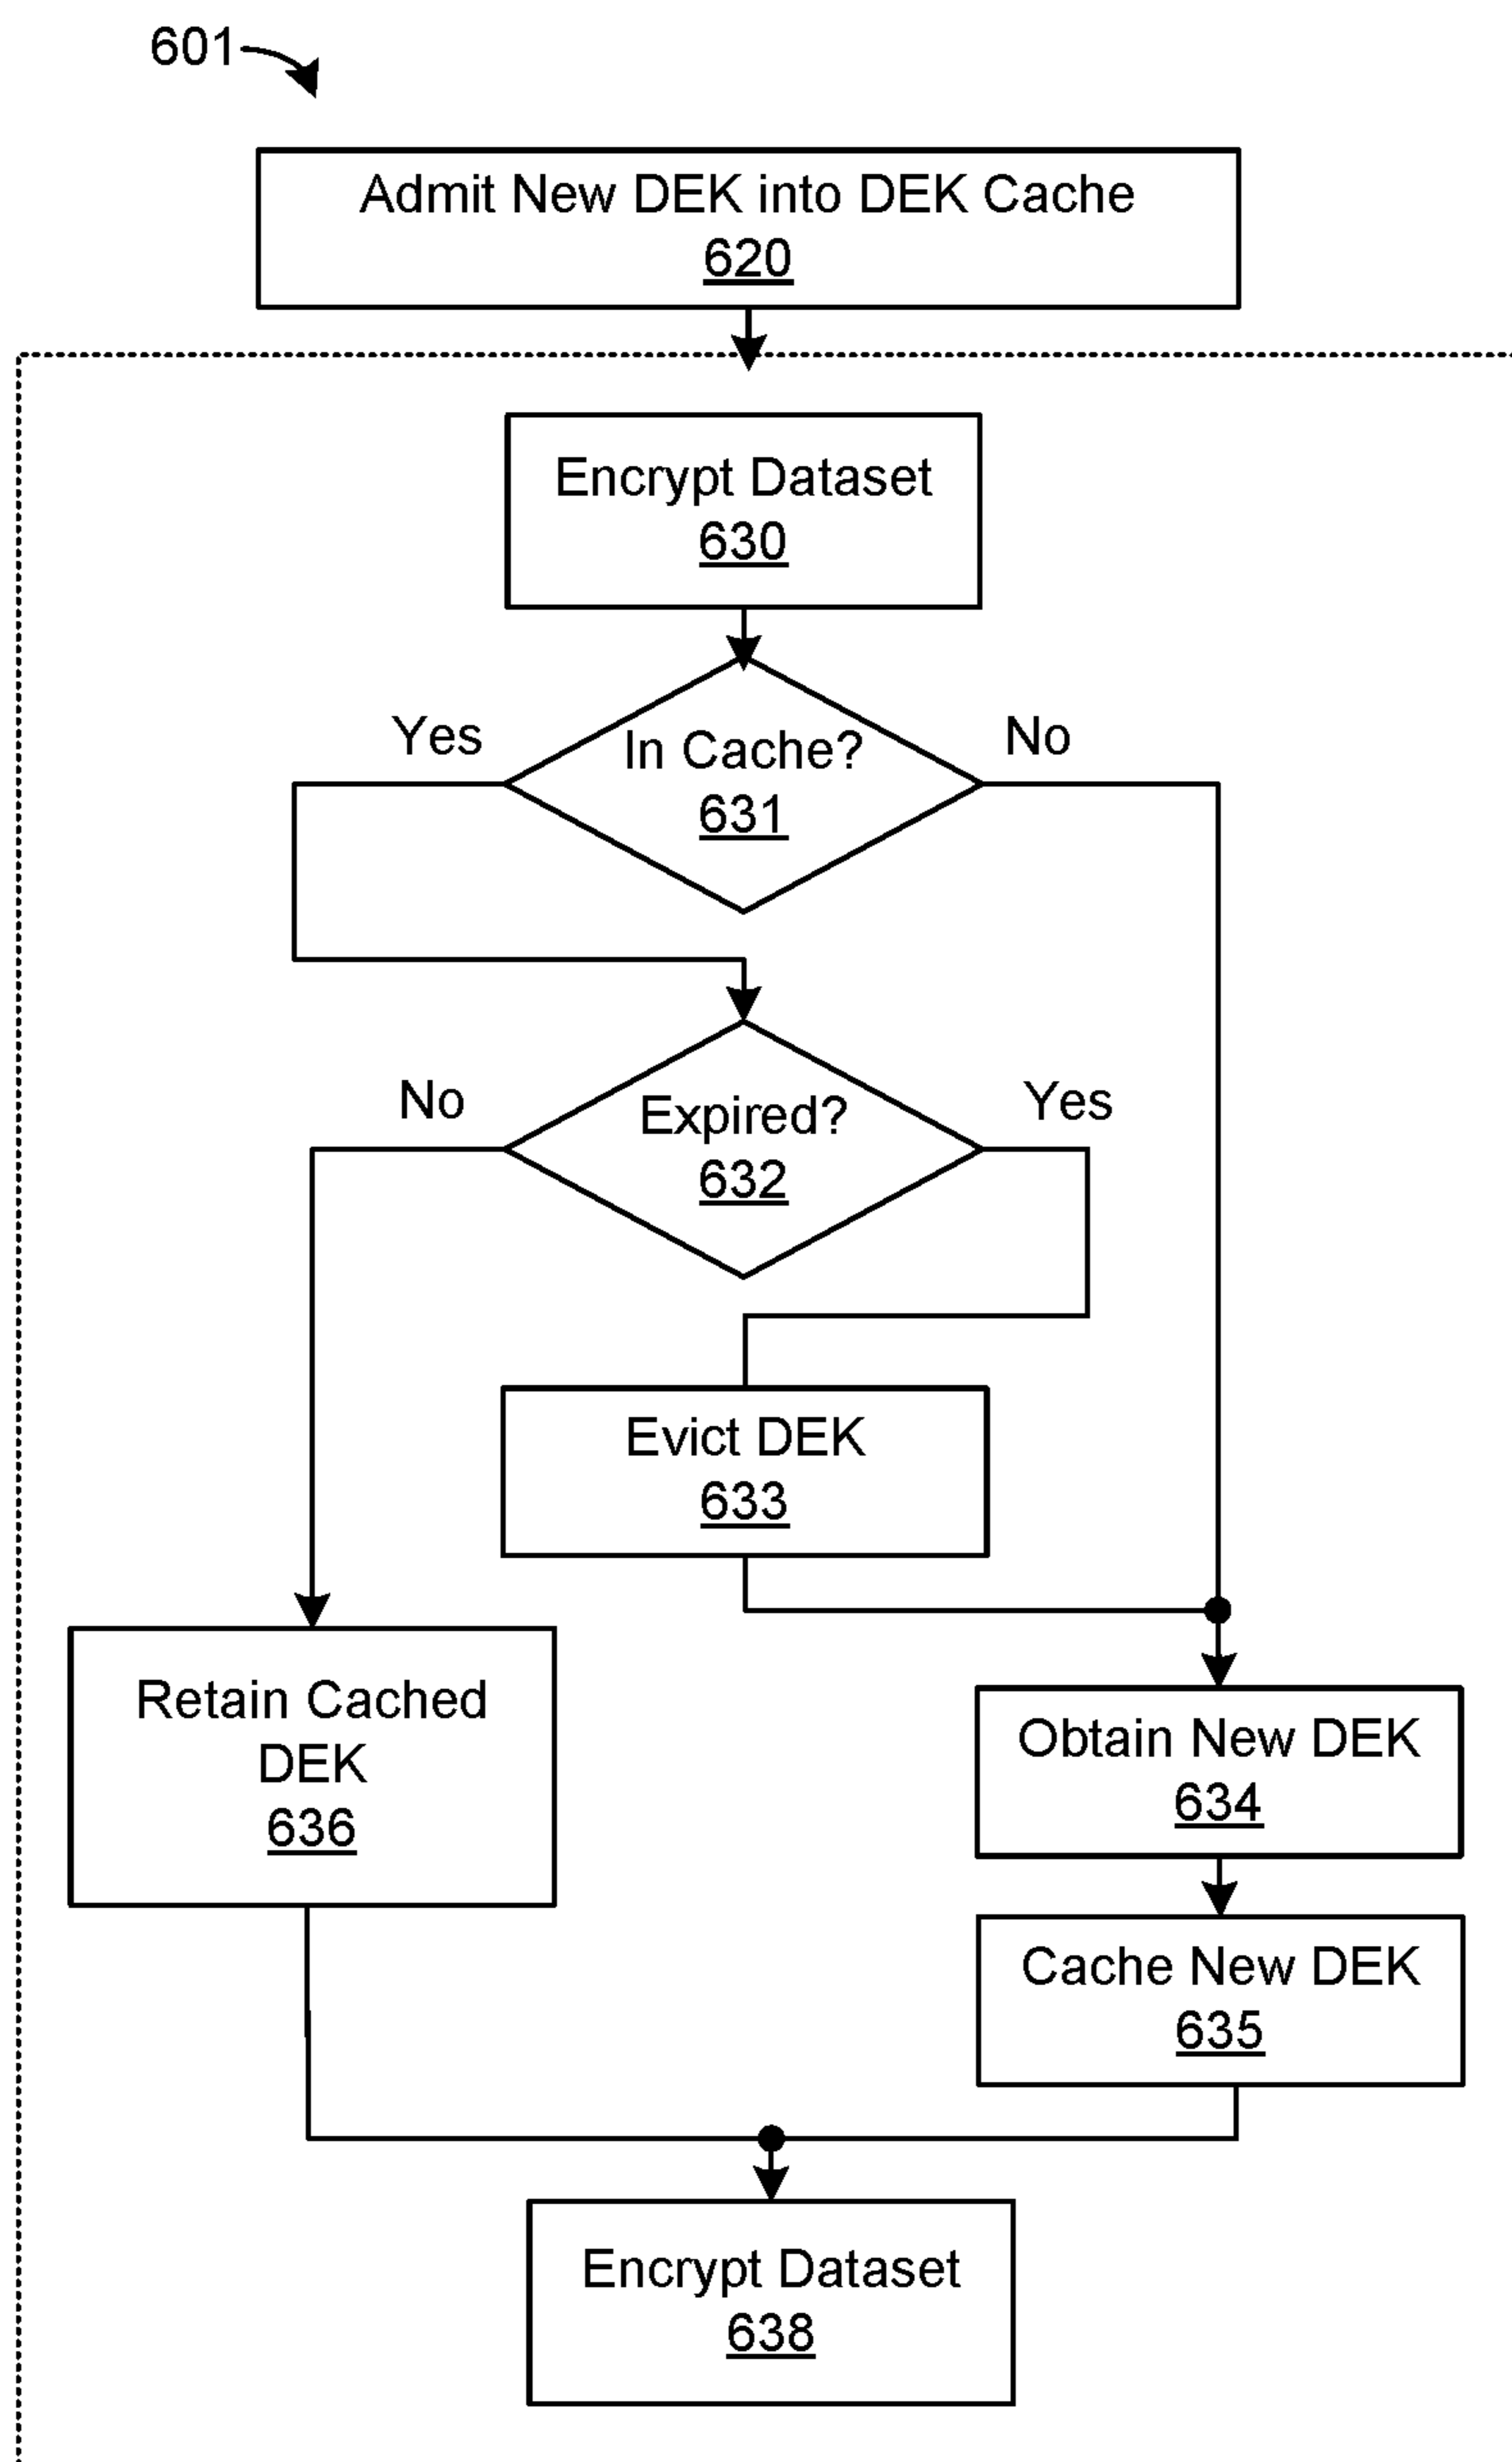 601
Admit New DEK into DEK Cache
620
Encrypt Dataset
630
Yes
In Cache?
631
No
No
Expired?
632
Yes
Evict DEK
633
Retain Cached
DEK
636
Obtain New DEK
634
Cache New DEK
635
Encrypt Dataset
638